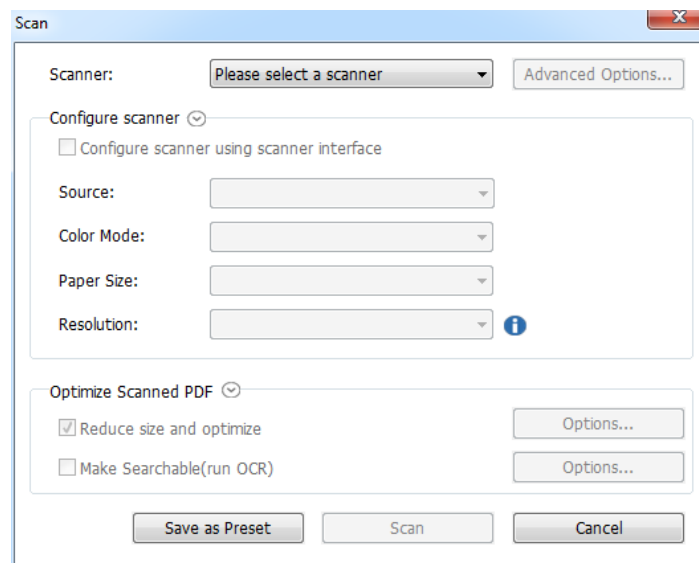 Scan
Scanner: Please select a scanner Advanced Options...
Configure scanner
Configure scanner using scanner interface
Source:
Color Mode:
Paper Size:
Resolution:
Optimize Scanned PDF
Reduce size and optimize Options...
Make Searchable(run OCR) Options...
Save as Preset Scan Cancel